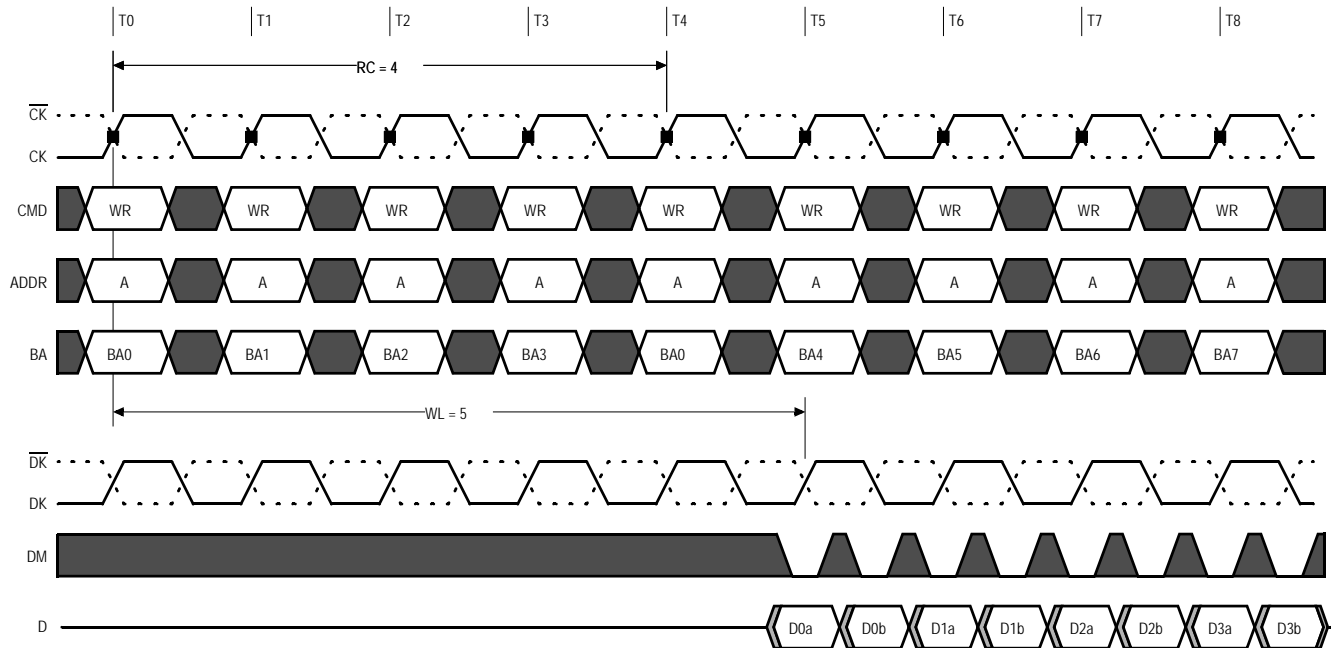 T0 T1 T2 T3 T4 T5 T6 T7 T8
RC = 4
CK
CK
CMD WR WR WR WR WR WR WR WR WR
ADDR A A A A A A A A A
BA BA0 BA1 BA2 BA3 BA0 BA4 BA5 BA6 BA7
WL = 5
DK
DK
DM
D D0a D0b D1a D1b D2a D2b D3a D3b